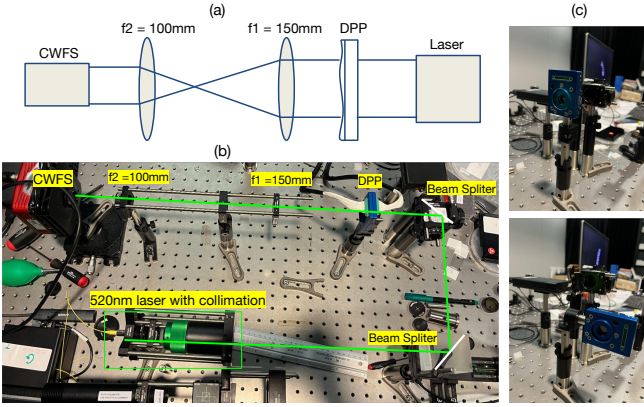 (a)
(c)
f2 = 100mm
f1 = 150mm
DPP
CWFS
Laser
(b)
CWFS
f2 =100mm
f1 =150mm
DPP
Beam Spliter
520nm laser with collimation
Beam Spliter